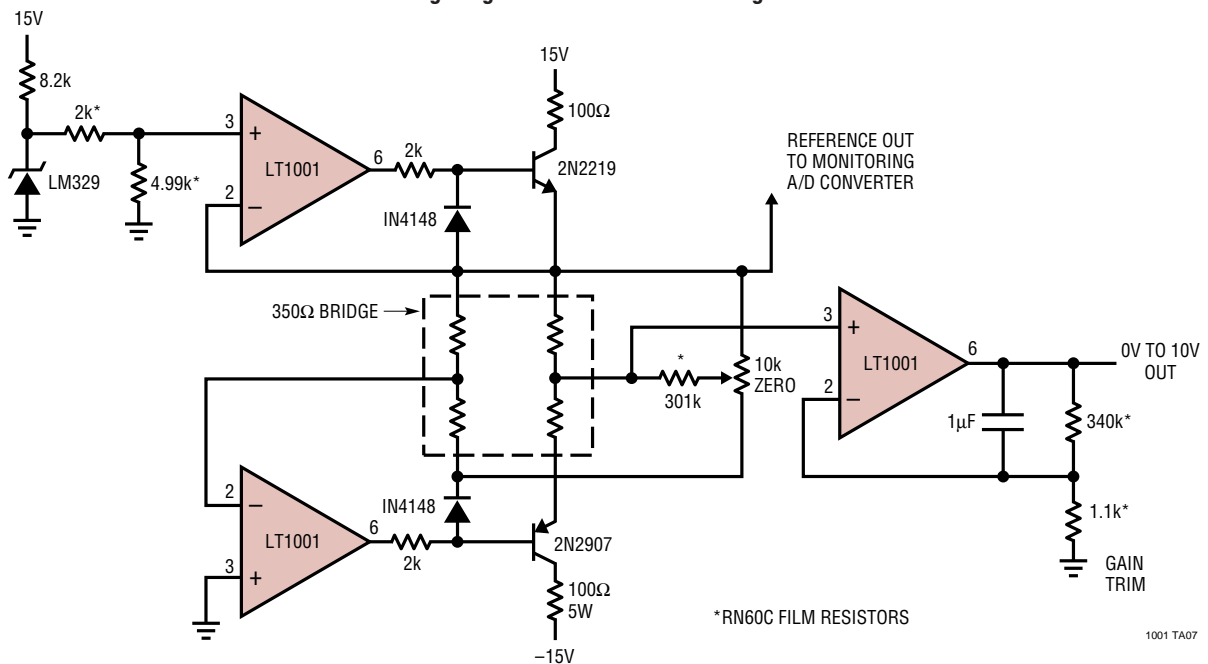 15V
8.2k
2k*
LM329
4.99k*
3
+
2
–
LT1001
6
2k
IN4148
15V
100Ω
2N2219
REFERENCE OUT
TO MONITORING
A/D CONVERTER
350Ω BRIDGE
*
301k
10k
ZERO
3
+
2
–
LT1001
6
0V TO 10V
OUT
1µF
340k*
1.1k*
GAIN
TRIM
2
–
3
+
LT1001
6
2k
IN4148
2N2907
100Ω
5W
–15V
*RN60C FILM RESISTORS
1001 TA07